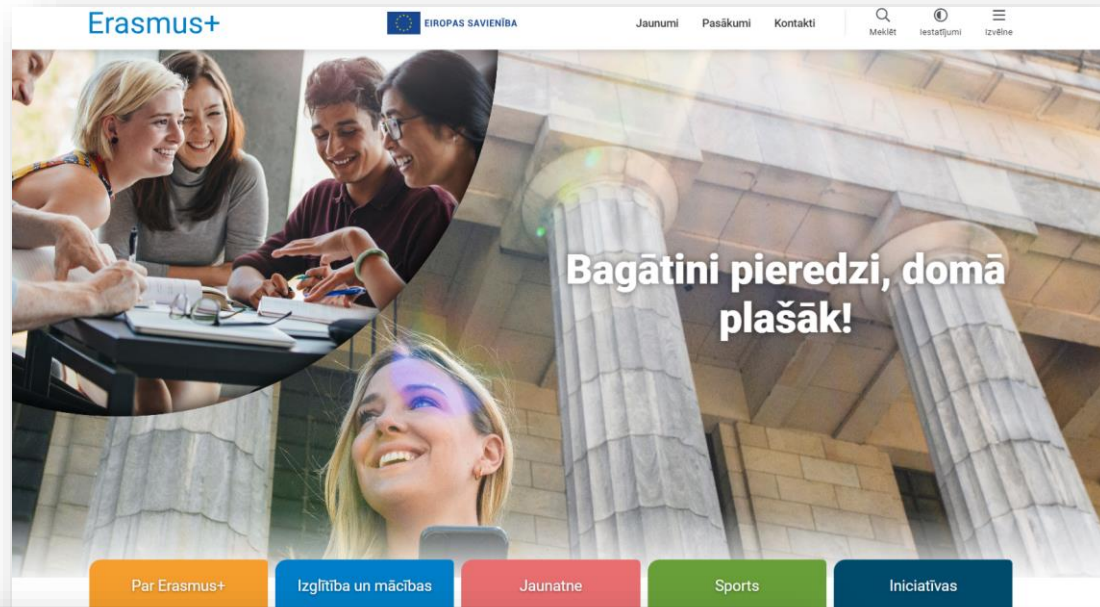 Erasmus+
EIROPAS SAVIENĪBA
Jaunumi
Pasākumi
Kontakti
Meklēt
Iestatījumi
Izvēlne
Bagātini pieredzi, domā
plašāk!
Par Erasmus+
Izglītība un mācības
Jaunatne
Sports
Iniciatīvas